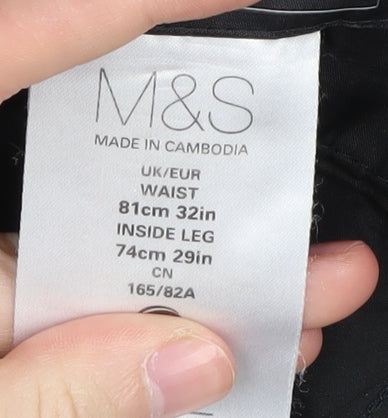 M&S
MADE IN CAMBODIA
UK/EUR
WAIST
81cm 32in
INSIDE LEG
74cm 29in
CN
165/82A